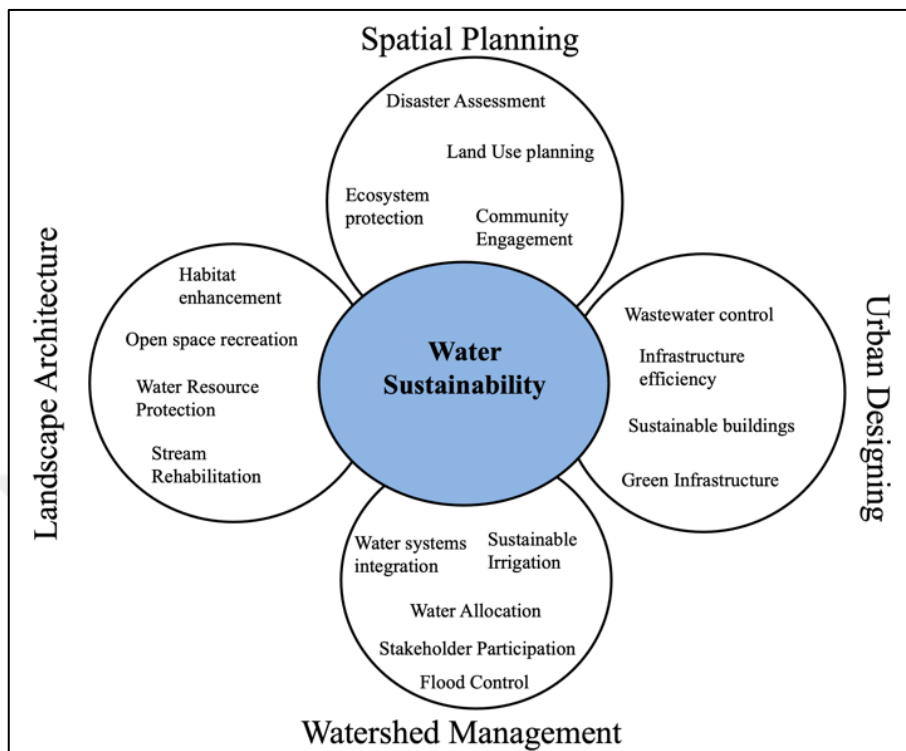 Spatial Planning
Disaster Assessment
Land Use planning
Ecosystem
protection
Community
Engagement
Landscape Architecture
Habitat
enhancement
Open space recreation
Water Resource
Protection
Stream
Rehabilitation
Water
Sustainability
Wastewater control
Infrastructure
efficiency
Sustainable buildings
Green Infrastructure
Urban Designing
Water systems
integration
Sustainable
Irrigation
Water Allocation
Stakeholder Participation
Flood Control
Watershed Management